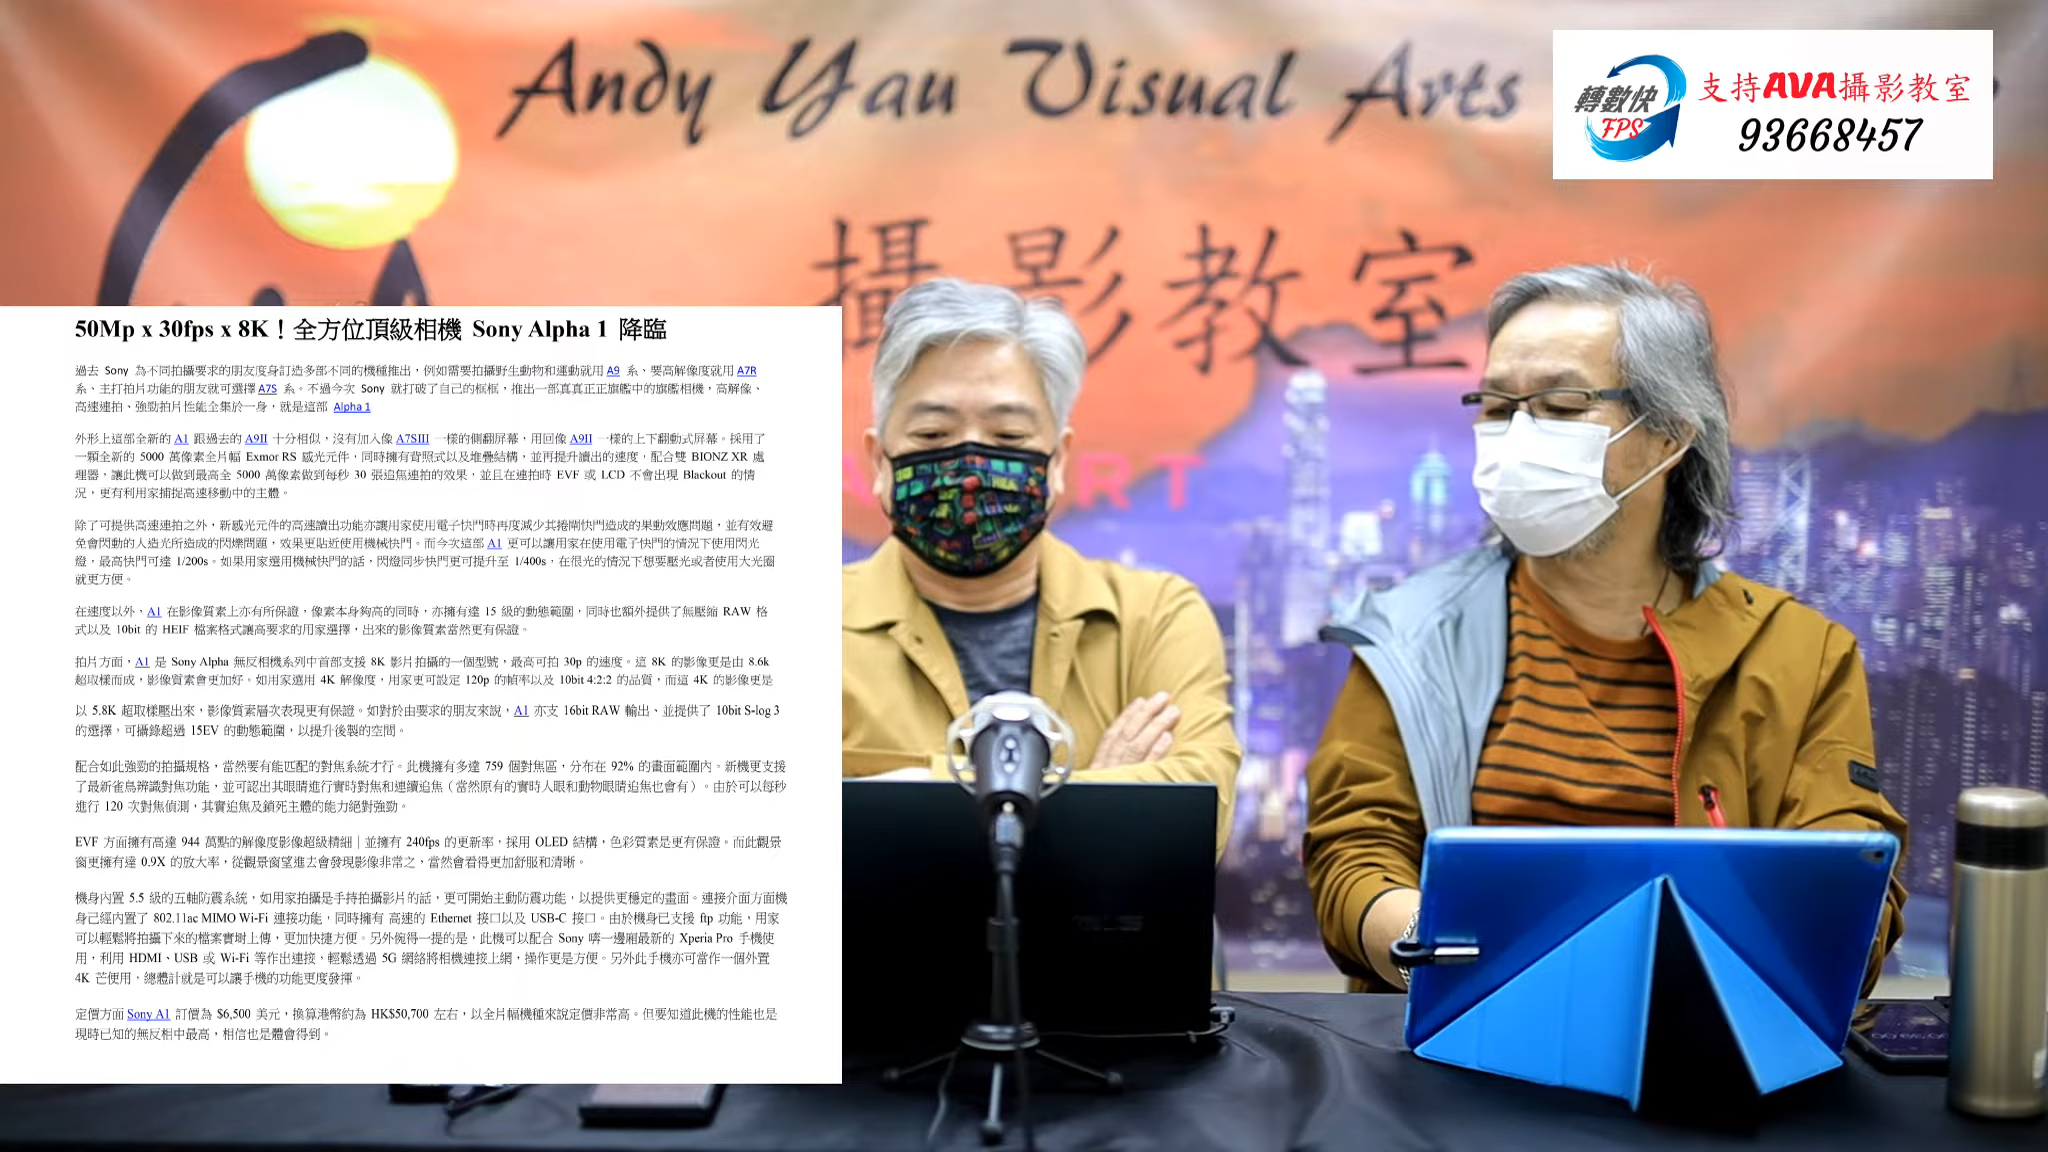 Andy Yau Visual Arts
攝影教室
轉數快
FPS
支持AVA攝影教室
93668457
50Mp x 30fps x 8K！全方位頂級相機 Sony Alpha 1 降臨
過去 Sony 為不同拍攝要求的朋友度身訂造多部不同的機種推出，例如需要拍攝野生動物和運動就用 A9 系、要高解像度就用 A7R
系、主打拍片功能的朋友就可選擇 A7S 系。不過今次 Sony 就打破了自己的框框，推出一部真真正正旗艦中的旗艦相機，高解像、
高速連拍、強勁拍片性能全集於一身，就是這部 Alpha 1
外形上這部全新的 A1 跟過去的 A9II 十分相似，沒有加入像 A7SIII 一樣的側翻屏幕，用回像 A9II 一樣的上下翻動式屏幕。採用了
一顆全新的 5000 萬像素全片幅 Exmor RS 感光元件，同時擁有背照式以及堆疊結構，並再提升讀出的速度，配合雙 BIONZ XR 處
理器，讓此機可以做到最高全 5000 萬像素做到每秒 30 張追焦連拍的效果，並且在連拍時 EVF 或 LCD 不會出現 Blackout 的情
況，更有利用家捕捉高速移動中的主體。
除了可提供高速連拍之外，新感光元件的高速讀出功能亦讓用家使用電子快門時再度減少其捲閘快門造成的果動效應問題，並有效避
免會閃動的人造光所造成的閃爍問題，效果更貼近使用機械快門。而今次這部 A1 更可以讓用家在使用電子快門的情況下使用閃光
燈，最高快門可達 1/200s。如果用家選用機械快門的話，閃燈同步快門更可提升至 1/400s，在很光的情況下想要壓光或者使用大光圈
就更方便。
在速度以外，A1 在影像質素上亦有所保證，像素本身夠高的同時，亦擁有達 15 級的動態範圍，同時也額外提供了無壓縮 RAW 格
式以及 10bit 的 HEIF 檔案格式讓高要求的用家選擇，出來的影像質素當然更有保證。
拍片方面，A1 是 Sony Alpha 無反相機系列中首部支援 8K 影片拍攝的一個型號，最高可拍 30p 的速度。這 8K 的影像更是由 8.6k
超取樣而成，影像質素會更加好。如用家選用 4K 解像度，用家更可設定 120p 的幀率以及 10bit 4:2:2 的品質，而這 4K 的影像更是
以 5.8K 超取樣壓出來，影像質素層次表現更有保證。如對於由要求的朋友來說，A1 亦支 16bit RAW 輸出、並提供了 10bit S-log 3
的選擇，可攝錄超過 15EV 的動態範圍，以提升後製的空間。
配合如此強勁的拍攝規格，當然要有能匹配的對焦系統才行。此機擁有多達 759 個對焦區，分布在 92% 的畫面範圍內。新機更支援
了最新雀鳥辨識對焦功能，並可認出其眼睛進行實時對焦和連續追焦（當然原有的實時人眼和動物眼睛追焦也會有）。由於可以每秒
進行 120 次對焦偵測，其實追焦及鎖死主體的能力絕對強勁。
EVF 方面擁有高達 944 萬點的解像度影像超級精細｜並擁有 240fps 的更新率，採用 OLED 結構，色彩質素是更有保證。而此觀景
窗更擁有達 0.9X 的放大率，從觀景窗望進去會發現影像非常之，當然會看得更加舒服和清晰。
機身內置 5.5 級的五軸防震系統，如用家拍攝是手持拍攝影片的話，更可開始主動防震功能，以提供更穩定的畫面。連接介面方面機
身己經內置了 802.11ac MIMO Wi-Fi 連接功能，同時擁有 高速的 Ethernet 接口以及 USB-C 接口。由於機身已支援 ftp 功能，用家
可以輕鬆將拍攝下來的檔案實時上傳，更加快捷方便。另外值得一提的是，此機可以配合 Sony 嘅一邊廂最新的 Xperia Pro 手機使
用，利用 HDMI、USB 或 Wi-Fi 等作出連接，輕鬆透過 5G 網絡將相機連接上網，操作更是方便。另外此手機亦可當作一個外置
4K 芒使用，總體計就是可以讓手機的功能更度發揮。
定價方面 Sony A1 訂價為 $6,500 美元，換算港幣約為 HK$50,700 左右，以全片幅機種來說定價非常高。但要知道此機的性能也是
現時已知的無反相中最高，相信也是體會得到。